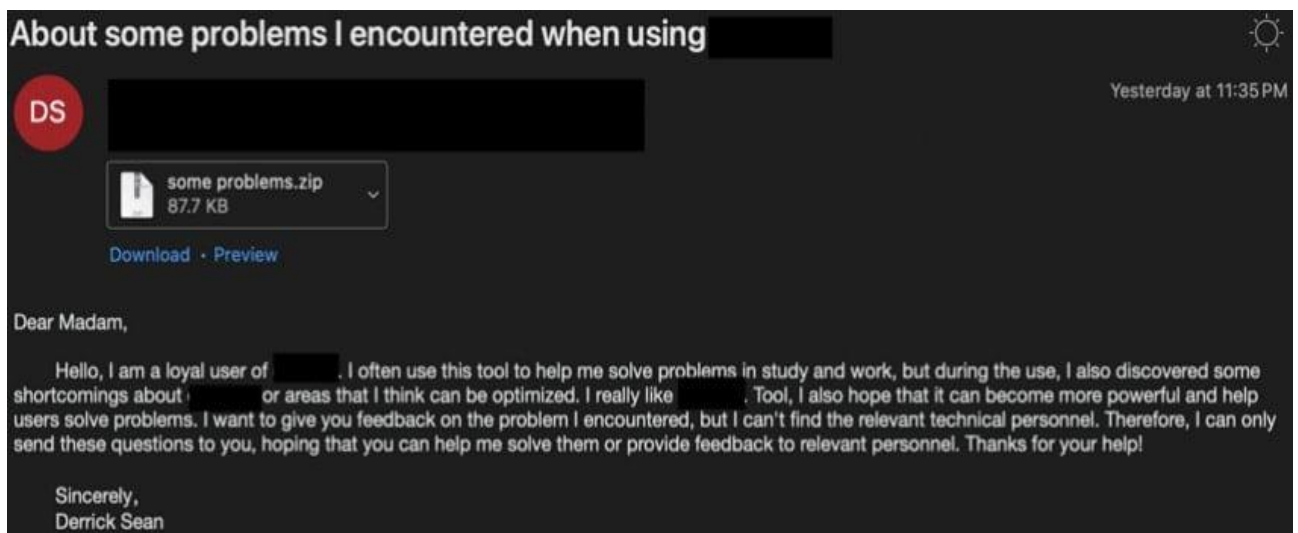 About some problems I encountered when using
Yesterday at 11:35 PM
DS
some problems.zip
87.7 KB
Download • Preview
Dear Madam,
Hello, I am a loyal user of . I often use this tool to help me solve problems in study and work, but during the use, I also discovered some
shortcomings about or areas that I think can be optimized. I really like . Tool, I also hope that it can become more powerful and help
users solve problems. I want to give you feedback on the problem I encountered, but I can't find the relevant technical personnel. Therefore, I can only
send these questions to you, hoping that you can help me solve them or provide feedback to relevant personnel. Thanks for your help!
Sincerely,
Derrick Sean